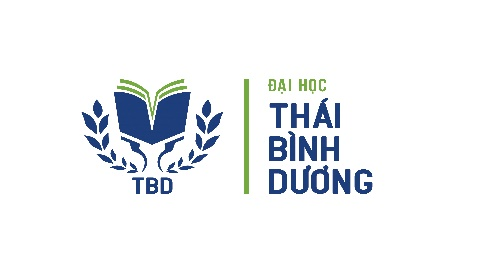 TBD
ĐẠI HỌC
THÁI
BÌNH
DƯƠNG